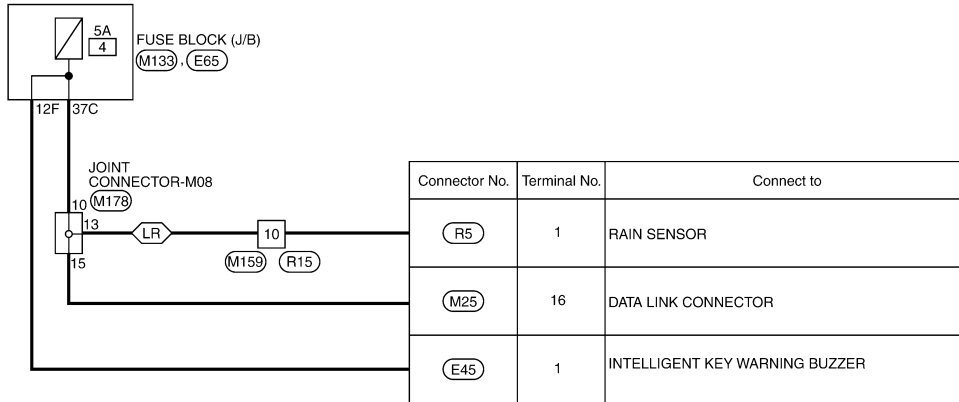 5A
4
FUSE BLOCK (J/B)
M133 , E65
12F 37C
JOINT
CONNECTOR-M08
M178
10
13
15
LR
10
M159 R15
Connector No. Terminal No. Connect to
R5 1 RAIN SENSOR
M25 16 DATA LINK CONNECTOR
E45 1 INTELLIGENT KEY WARNING BUZZER